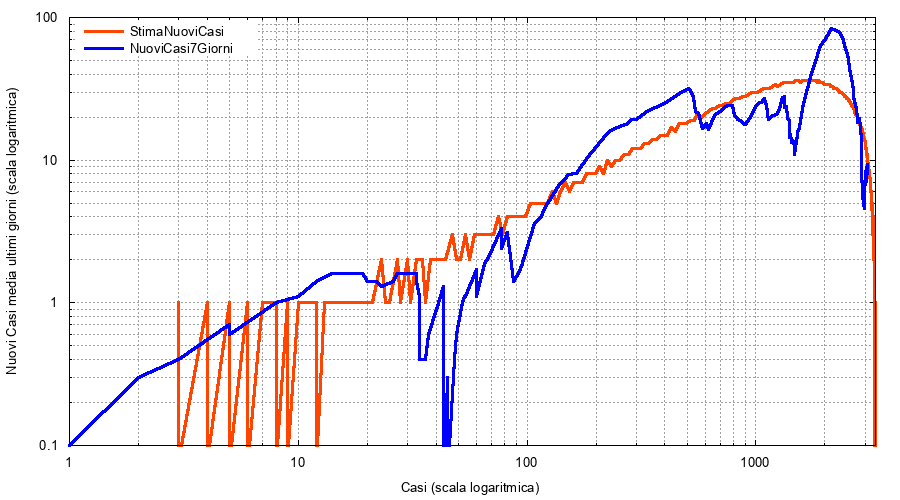 100
StimaNuoviCasi
NuoviCasi7Giorni
10
Nuovi Casi media ultimi giorni (scala logaritmica)
1
0.1
1 10 100 1000
Casi (scala logaritmica)